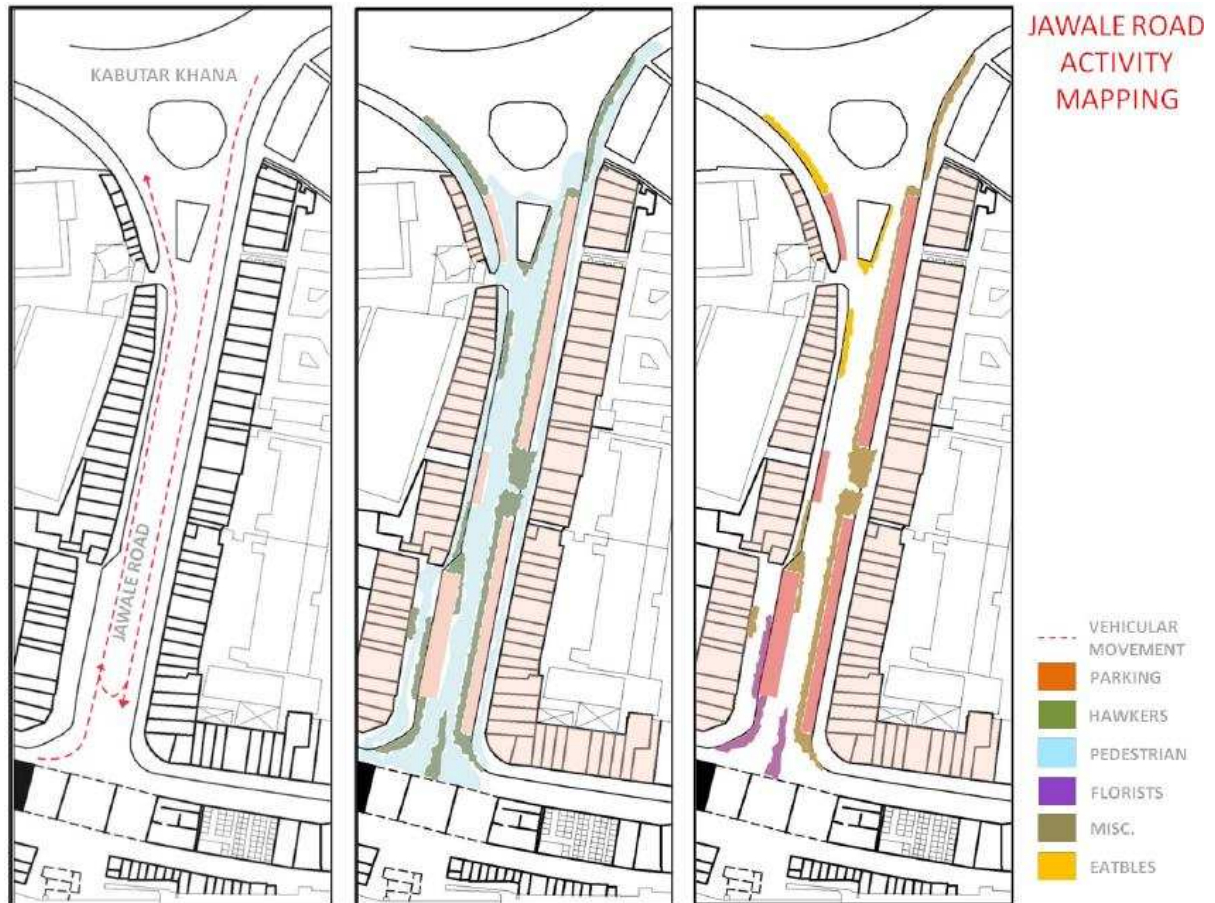 JAWALE ROAD
ACTIVITY
MAPPING
KABUTAR KHANA
JAWALE ROAD
VEHICULAR
MOVEMENT
PARKING
HAWKERS
PEDESTRIAN
FLORISTS
MISC.
EATBLES